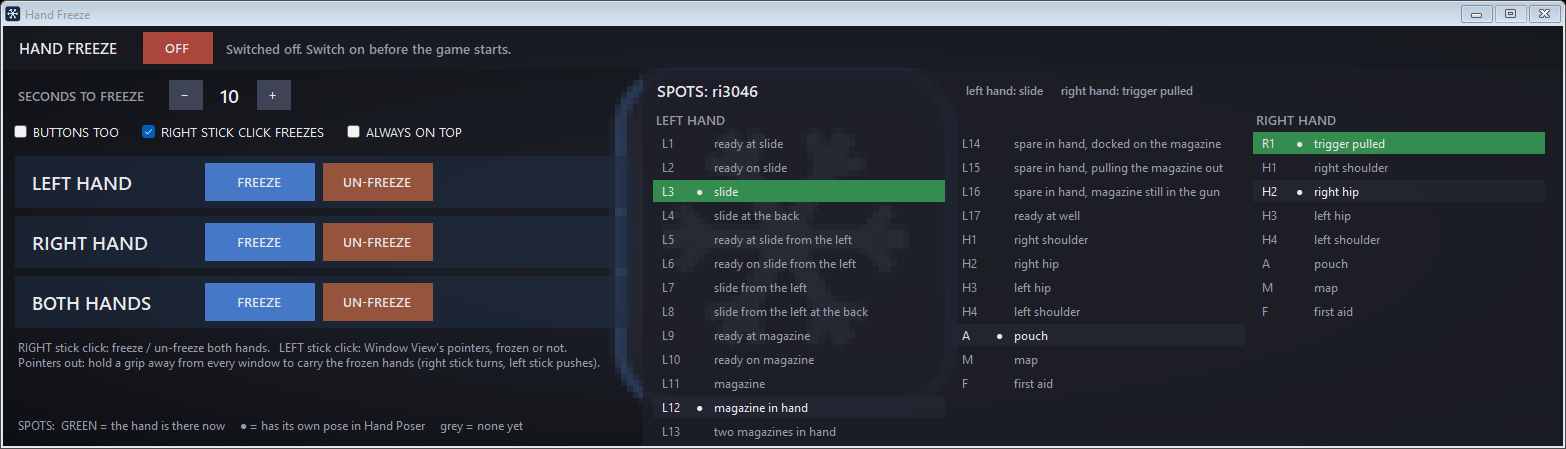 Hand Freeze
HAND FREEZE OFF Switched off. Switch on before the game starts.
SECONDS TO FREEZE − 10 +
BUTTONS TOO RIGHT STICK CLICK FREEZES ALWAYS ON TOP
LEFT HAND FREEZE UN-FREEZE
RIGHT HAND FREEZE UN-FREEZE
BOTH HANDS FREEZE UN-FREEZE
RIGHT stick click: freeze / un-freeze both hands. LEFT stick click: Window View's pointers, frozen or not.
Pointers out: hold a grip away from every window to carry the frozen hands (right stick turns, left stick pushes).
SPOTS: GREEN = the hand is there now ● = has its own pose in Hand Poser grey = none yet
SPOTS: ri3046 left hand: slide right hand: trigger pulled
LEFT HAND
L1 ready at slide
L2 ready on slide
L3 ● slide
L4 slide at the back
L5 ready at slide from the left
L6 ready on slide from the left
L7 slide from the left
L8 slide from the left at the back
L9 ready at magazine
L10 ready on magazine
L11 magazine
L12 ● magazine in hand
L13 two magazines in hand
L14 spare in hand, docked on the magazine
L15 spare in hand, pulling the magazine out
L16 spare in hand, magazine still in the gun
L17 ready at well
H1 right shoulder
H2 right hip
H3 left hip
H4 left shoulder
A ● pouch
M map
F first aid
RIGHT HAND
R1 ● trigger pulled
H1 right shoulder
H2 ● right hip
H3 left hip
H4 left shoulder
A pouch
M map
F first aid